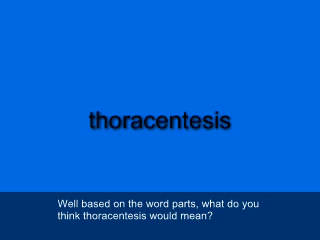 thoracentesis
Well based on the word parts, what do you
think thoracentesis would mean?